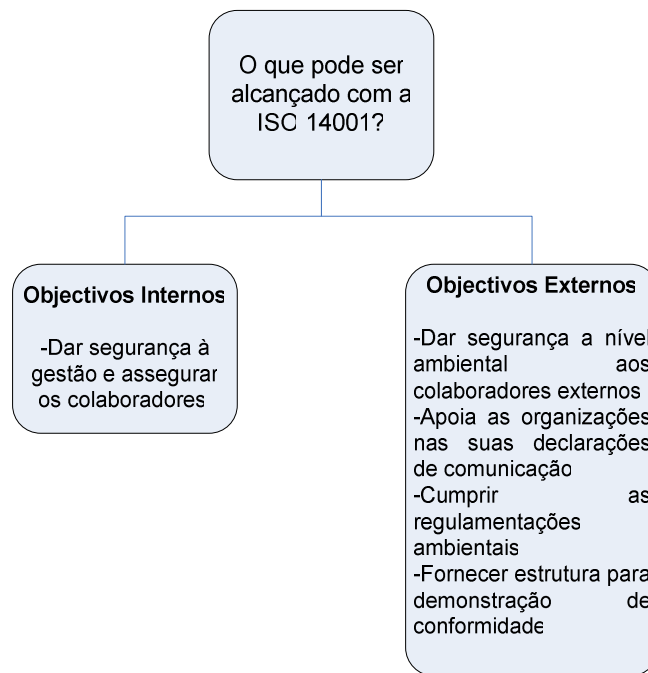 O que pode ser
alcançado com a
ISO 14001?
Objectivos Internos
-Dar segurança à
gestão e assegurar
os colaboradores
Objectivos Externos
-Dar segurança a nível
ambiental aos
colaboradores externos
-Apoia as organizações
nas suas declarações
de comunicação
-Cumprir as
regulamentações
ambientais
-Fornecer estrutura para
demonstração de
conformidade